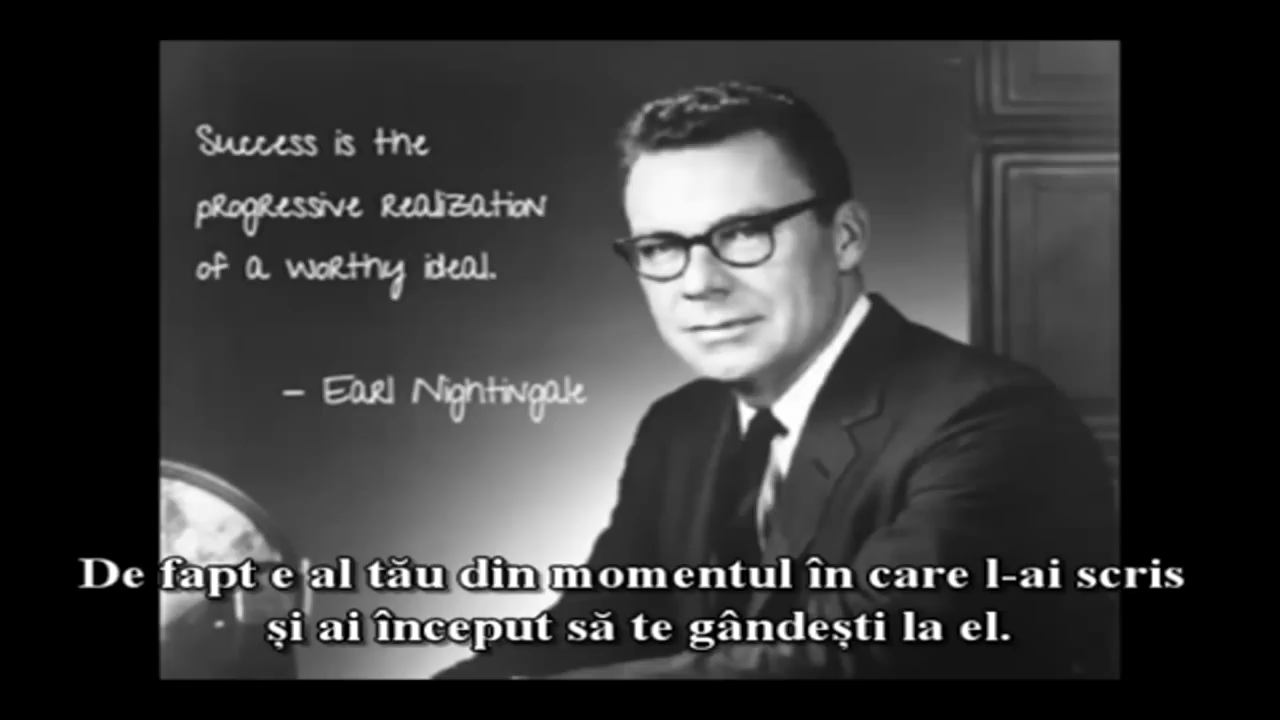 Success is the
progressive realization
of a worthy ideal.
- Earl Nightingale
De fapt e al tău din momentul în care l-ai scris
și ai început să te gândești la el.